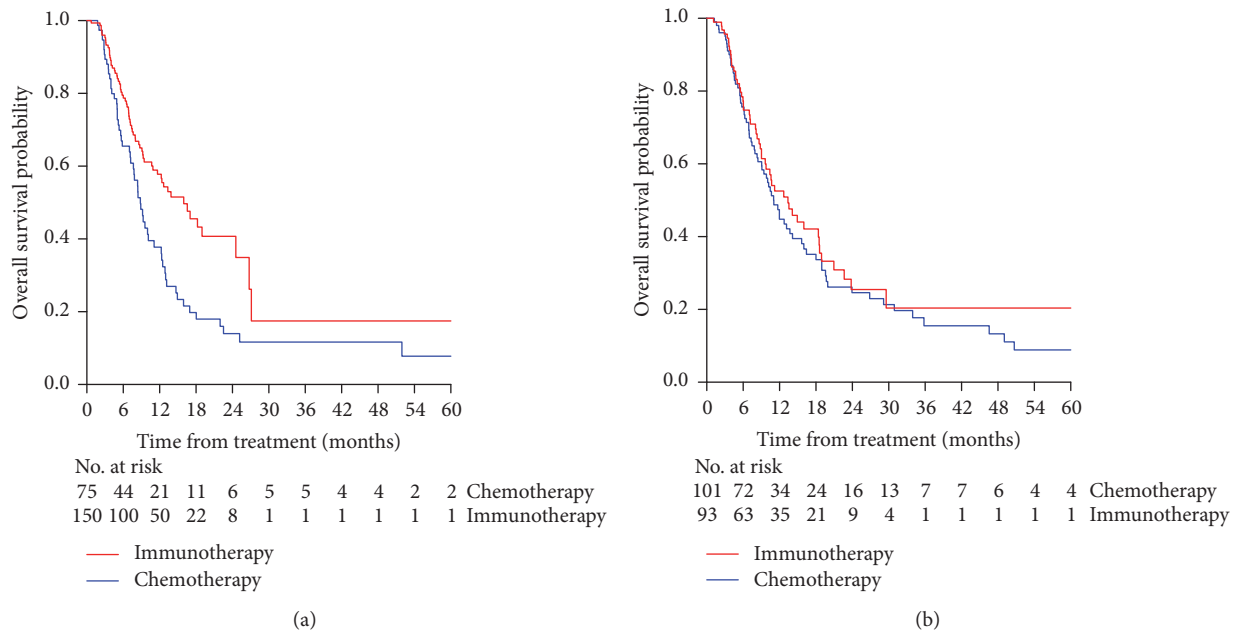 Overall survival probability
1.0
0.8
0.6
0.4
0.2
0.0
0 6 12 18 24 30 36 42 48 54 60
Time from treatment (months)
No. at risk
75 44 21 11 6 5 5 4 4 2 2 Chemotherapy
150 100 50 22 8 1 1 1 1 1 1 Immunotherapy
Immunotherapy
Chemotherapy
(a)
Overall survival probability
1.0
0.8
0.6
0.4
0.2
0.0
0 6 12 18 24 30 36 42 48 54 60
Time from treatment (months)
No. at risk
101 72 34 24 16 13 7 7 6 4 4 Chemotherapy
93 63 35 21 9 4 1 1 1 1 1 Immunotherapy
Immunotherapy
Chemotherapy
(b)